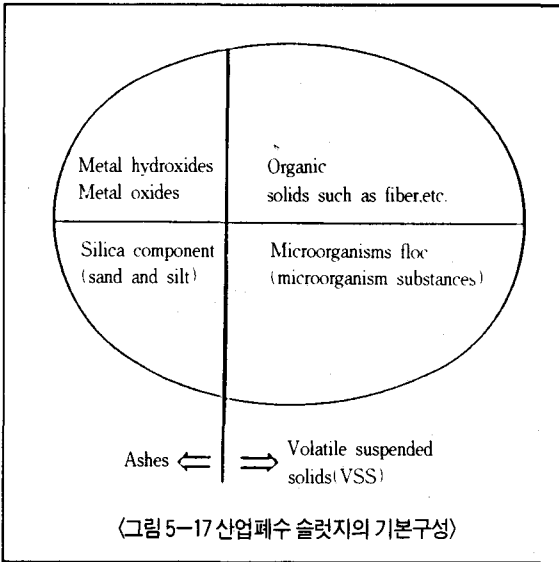 Metal hydroxides
Metal oxides
Organic
solids such as fiber.etc.
Silica component
(sand and silt)
Microorganisms floc
(microorganism substances)
Ashes
Volatile suspended
solids(VSS)
〈그림 5-17 산업폐수 슬럿지의 기본구성〉